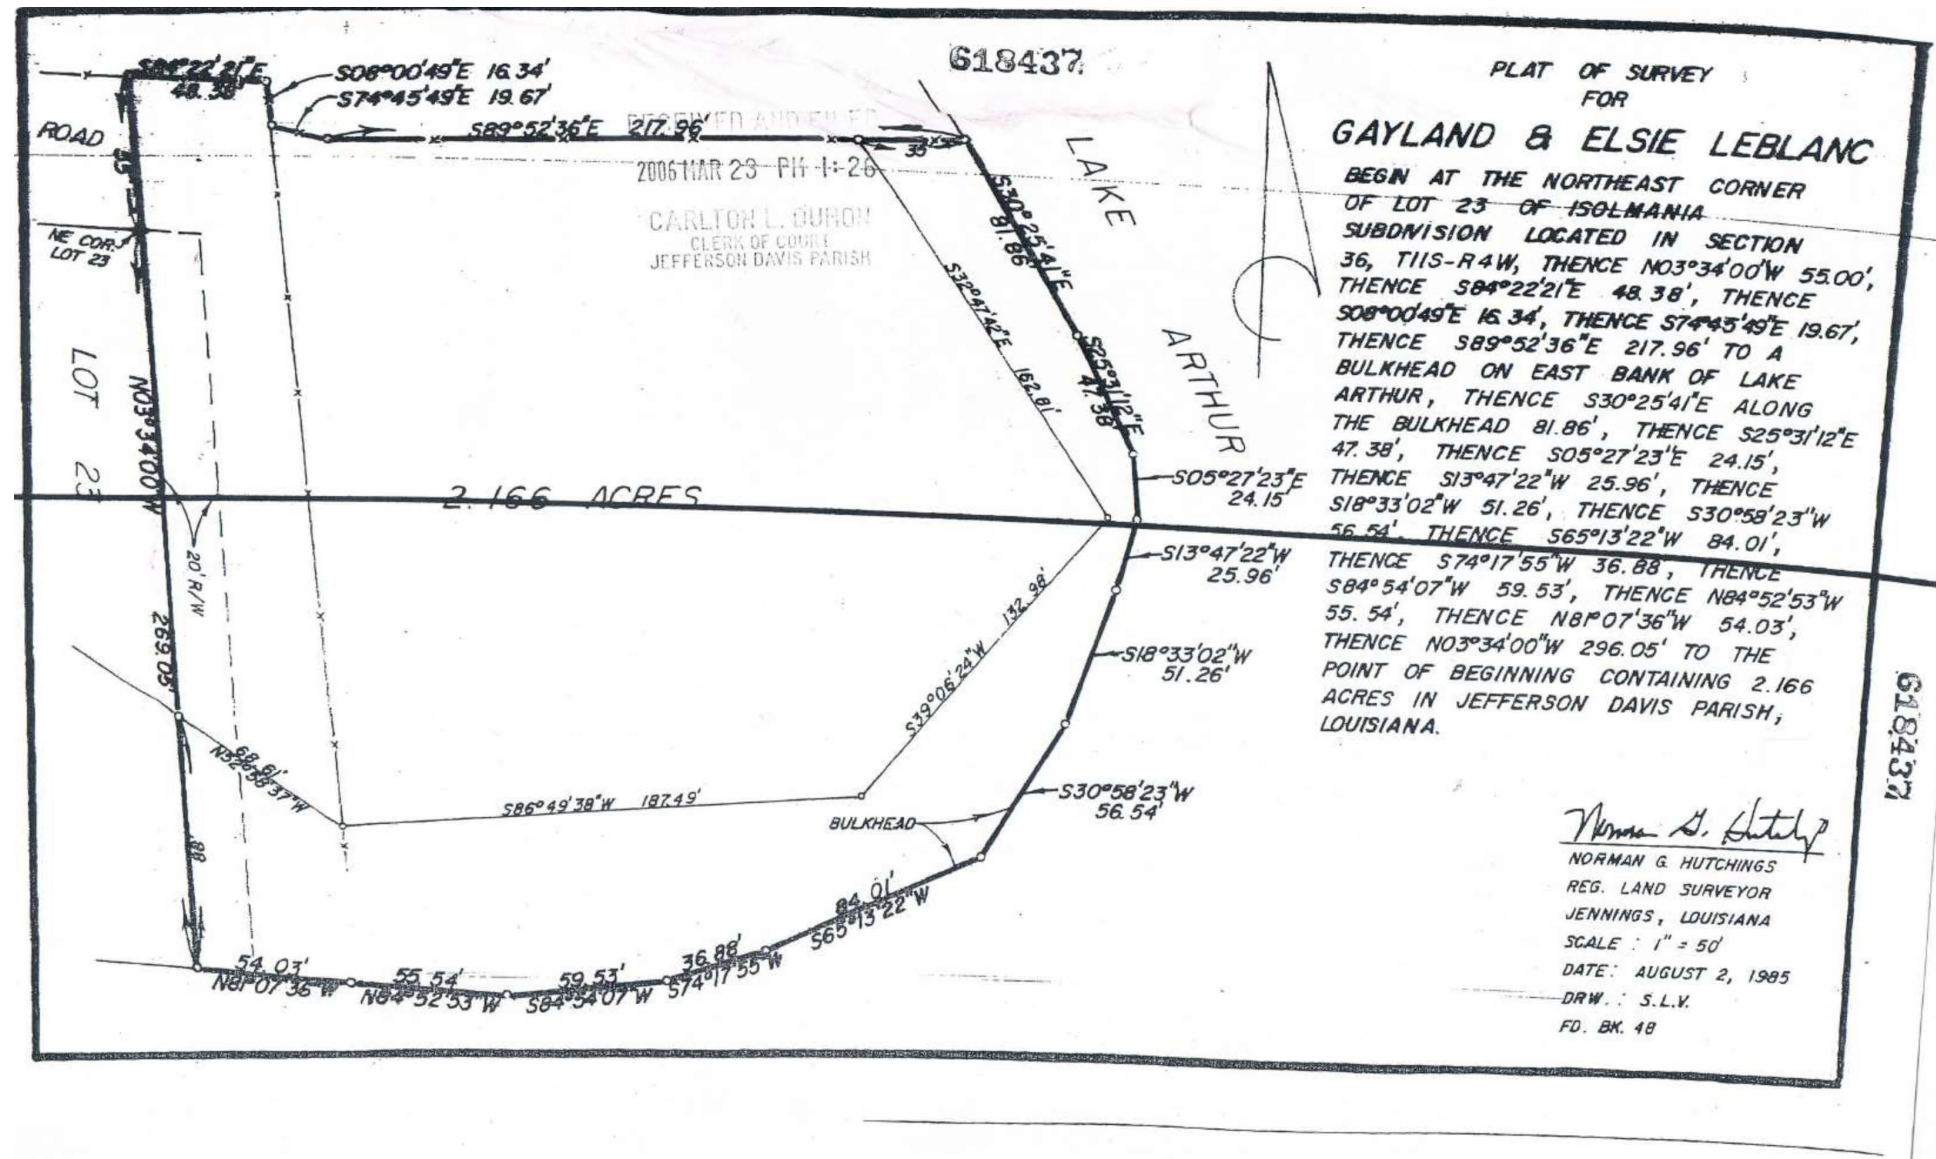 618437
PLAT OF SURVEY
FOR
GAYLAND & ELSIE LEBLANC
BEGIN AT THE NORTHEAST CORNER
OF LOT 23 OF ISOLMANIA
SUBDIVISION LOCATED IN SECTION
36, T11S-R4W, THENCE N03°34'00"W 55.00',
THENCE S84°22'21"E 48.38', THENCE
S08°00'49"E 16.34', THENCE S74°45'49"E 19.67',
THENCE S89°52'36"E 217.96' TO A
BULKHEAD ON EAST BANK OF LAKE
ARTHUR, THENCE S30°25'41"E ALONG
THE BULKHEAD 81.86', THENCE S25°31'12"E
47.38', THENCE S05°27'23"E 24.15',
THENCE S13°47'22"W 25.96', THENCE
S18°33'02"W 51.26', THENCE S30°58'23"W
56.54', THENCE S65°13'22"W 84.01',
THENCE S74°17'55"W 36.88', THENCE
S84°54'07"W 59.53', THENCE N84°52'53"W
55.54', THENCE N81°07'36"W 54.03',
THENCE N03°34'00"W 296.05' TO THE
POINT OF BEGINNING CONTAINING 2.166
ACRES IN JEFFERSON DAVIS PARISH,
LOUISIANA.
S84°22'21"E
48.38'
S08°00'49"E 16.34'
S74°45'49"E 19.67'
S89°52'36"E 217.96'
RECEIVED AND FILED
2006 MAR 23 PM 1:26
CARLTON L. DUHON
CLERK OF COURT
JEFFERSON DAVIS PARISH
35'
ROAD
55'
NE COR.
LOT 23
LOT 23
N03°34'00"W
269.05'
20' R/W
2.166 ACRES
LAKE
ARTHUR
S30°25'41"E
81.86
S25°31'12"E
47.38'
S32°47'42"E 162.81'
S05°27'23"E
24.15'
S13°47'22"W
25.96'
S18°33'02"W
51.26'
S39°06'24"W 132.98'
S30°58'23"W
56.54'
68.61'
N52°58'37"W
S86°49'38"W 187.49'
BULKHEAD
88'
84.01'
S65°13'22"W
36.88'
S74°17'55"W
59.53'
S84°54'07"W
55.54'
N84°52'53"W
54.03'
N81°07'36"W
618437
NORMAN G. HUTCHINGS
REG. LAND SURVEYOR
JENNINGS, LOUISIANA
SCALE : 1" = 50'
DATE: AUGUST 2, 1985
DRW. : S.L.V.
FD. BK. 48